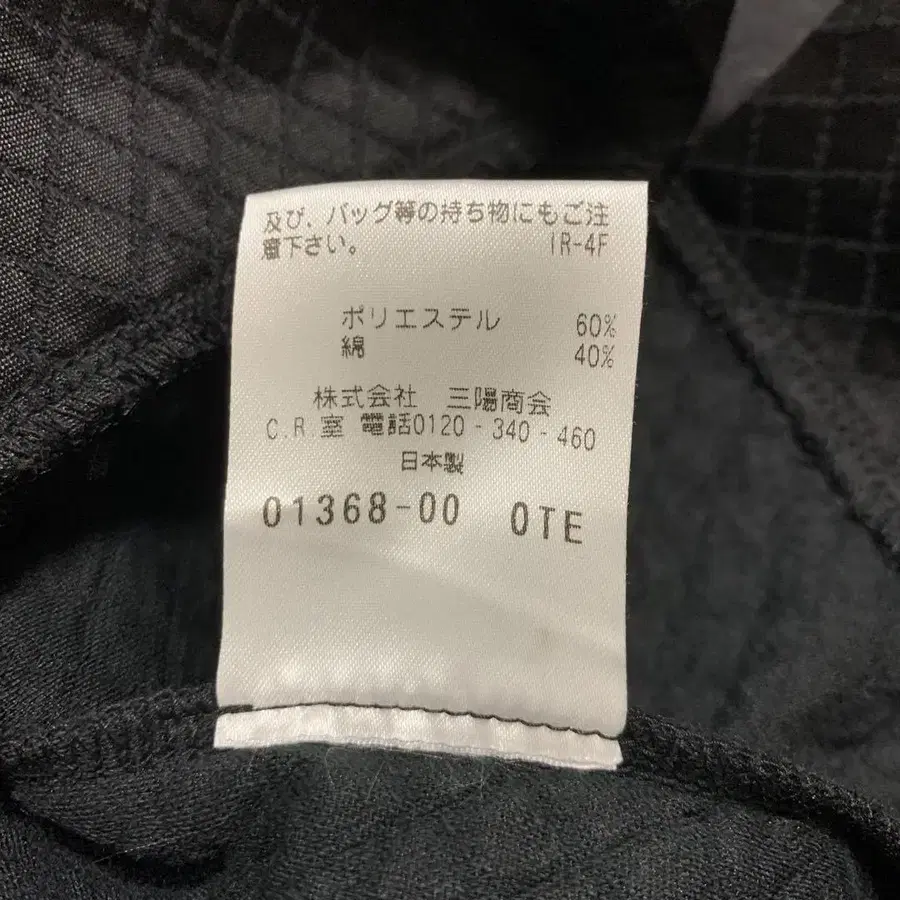 及び、バッグ等の持ち物にもご注
意下さい。 IR-4F
ポリエステル 60%
綿 40%
株式会社 三陽商会
C.R.室 電話0120-340-460
日本製
01368-00 OTE